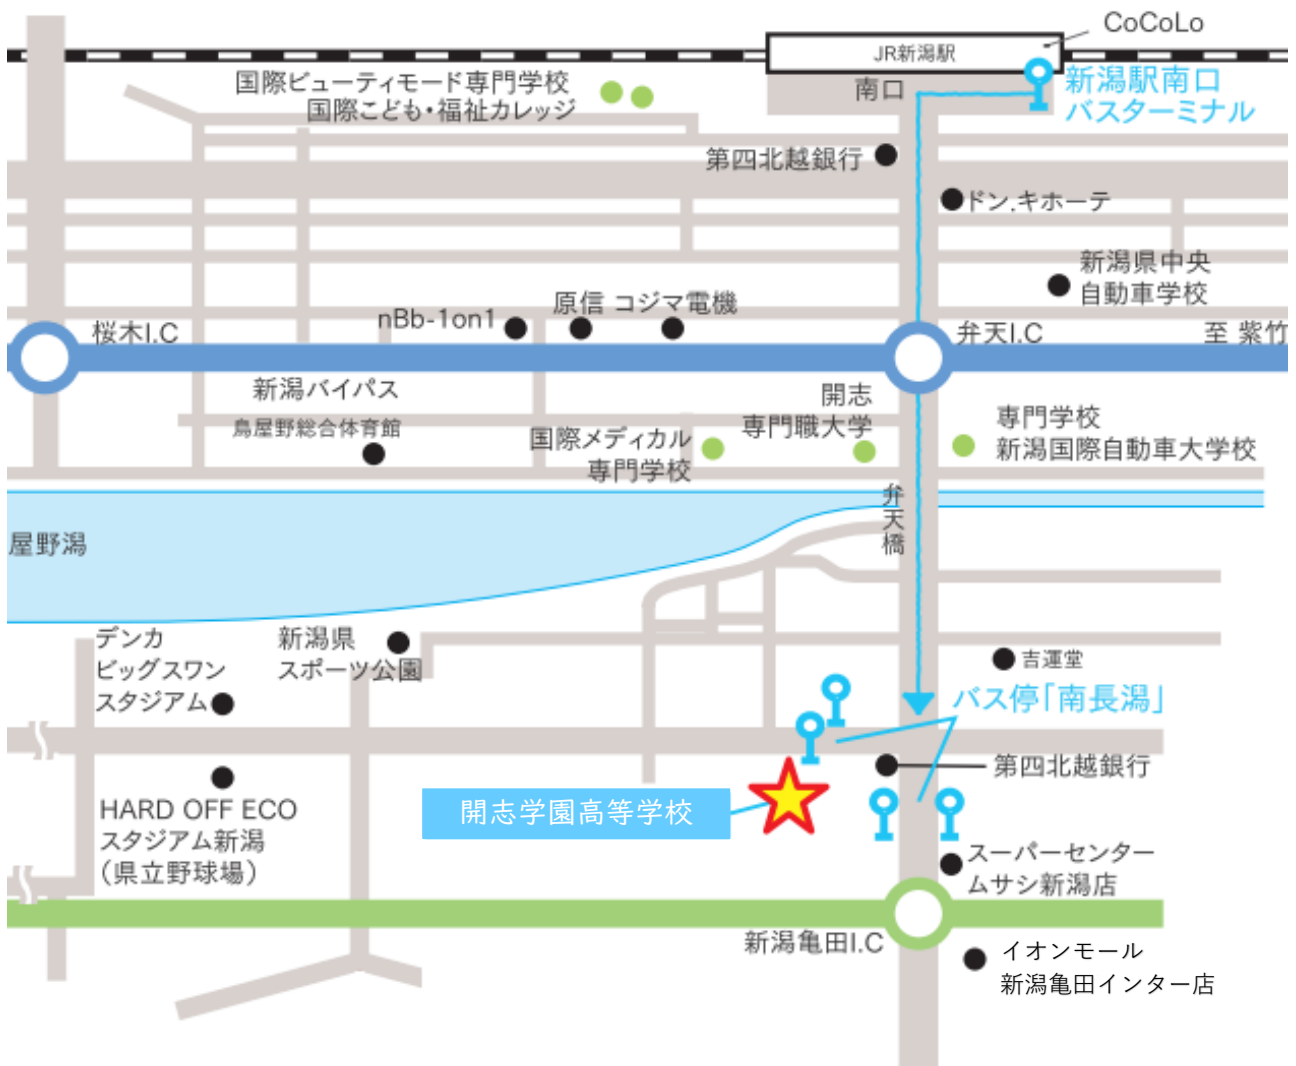 CoCoLo
JR新潟駅
南口
新潟駅南口
バスターミナル
国際ビューティモード専門学校
国際こども・福祉カレッジ
第四北越銀行
ドン.キホーテ
新潟県中央
自動車学校
nBb-1on1
原信 コジマ電機
桜木I.C
弁天I.C
至 紫竹
新潟バイパス
鳥屋野総合体育館
国際メディカル
専門学校
開志
専門職大学
専門学校
新潟国際自動車大学校
弁天橋
屋野潟
デンカ
ビッグスワン
スタジアム
新潟県
スポーツ公園
吉運堂
バス停「南長潟」
第四北越銀行
開志学園高等学校
HARD OFF ECO
スタジアム新潟
（県立野球場）
スーパーセンター
ムサシ新潟店
新潟亀田I.C
イオンモール
新潟亀田インター店